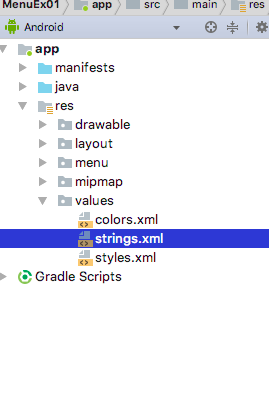 MenuEx01 app src main res
Android
app
manifests
java
res
drawable
layout
menu
mipmap
values
colors.xml
strings.xml
styles.xml
Gradle Scripts